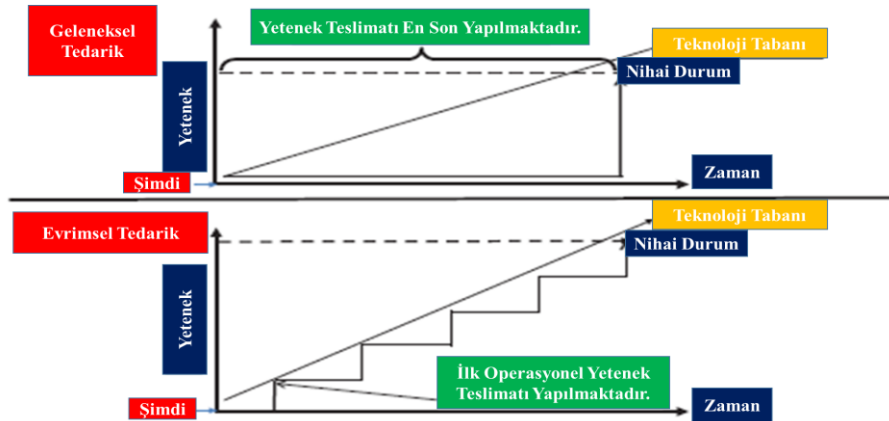 Geleneksel
Tedarik
Yetenek Teslimatı En Son Yapılmaktadır.
Teknoloji Tabanı
Nihai Durum
Yetenek
Şimdi
Zaman
Evrimsel Tedarik
Teknoloji Tabanı
Nihai Durum
Yetenek
İlk Operasyonel Yetenek
Teslimatı Yapılmaktadır.
Şimdi
Zaman